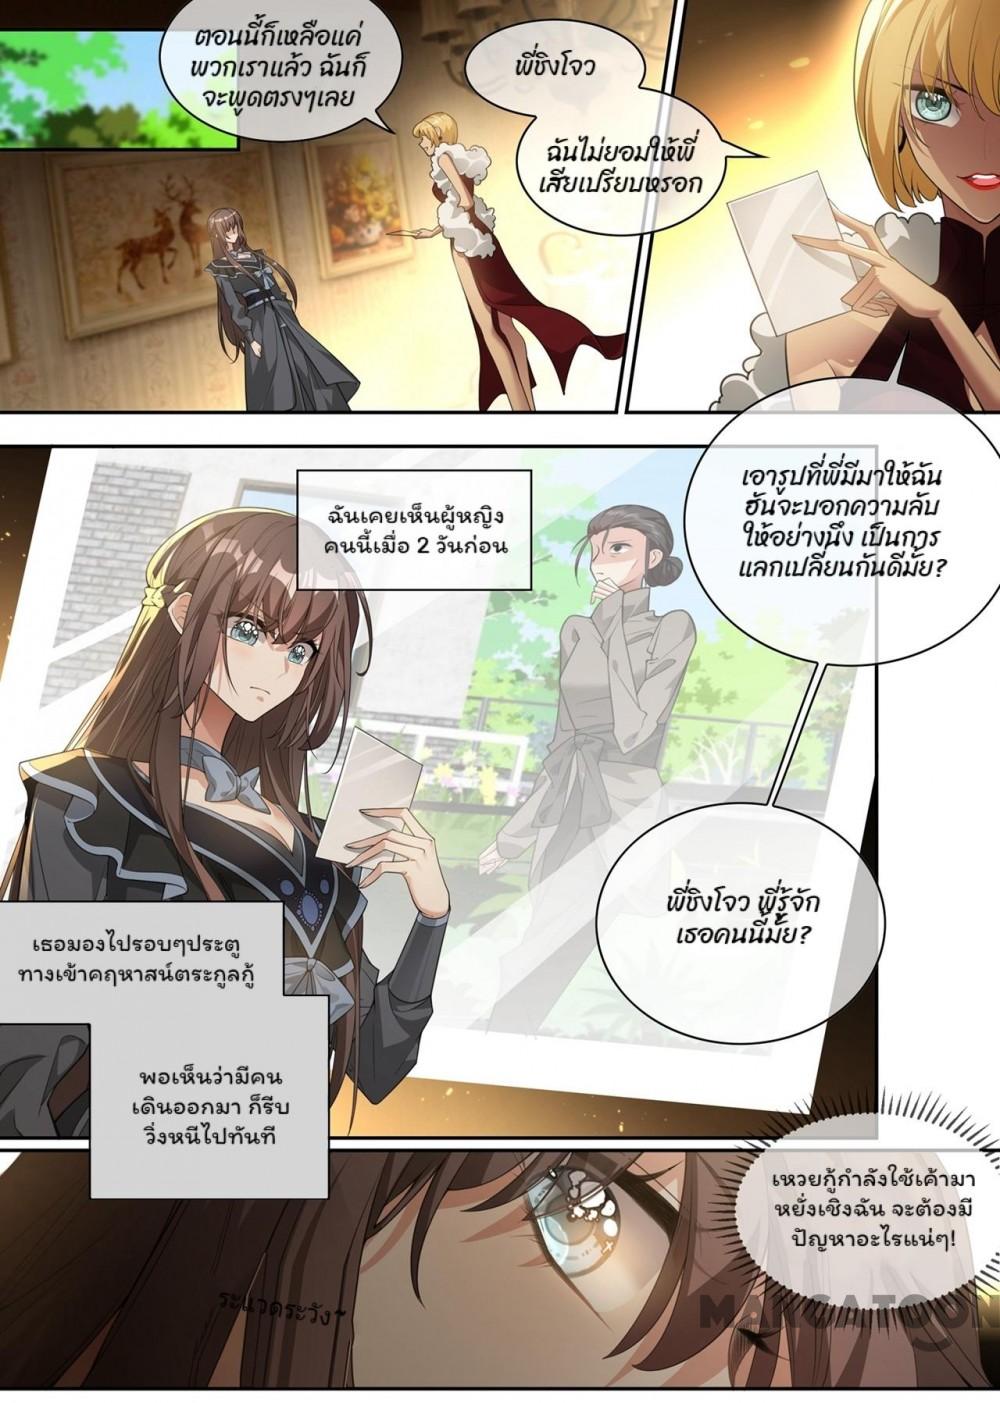 ตอนนี้ก็เหลือแค่
พวกเราแล้ว ฉันก็
จะพูดตรงๆเลย
พี่ชิงโจว
ฉันไม่ยอมให้พี่
เสียเปรียบหรอก
เอารูปที่พี่มีมาให้ฉัน
ฮันจะบอกความลับ
ให้อย่างนึง เป็นการ
แลกเปลี่ยนกันดีมั้ย?
ฉันเคยเห็นผู้หญิง
คนนี้เมื่อ 2 วันก่อน
พี่ชิงโจว พี่รู้จัก
เธอคนนี้มั้ย?
เธอมองไปรอบๆประตู
ทางเข้าคฤหาสน์ตระกูลกู้
พอเห็นว่ามีคน
เดินออกมา ก็รีบ
วิ่งหนีไปทันที
เหวยกู้กำลังใช้เค้ามา
หยั่งเชิงฉัน จะต้องมี
ปัญหาอะไรแน่ๆ!
ระแวดระวัง~
MANGATOON